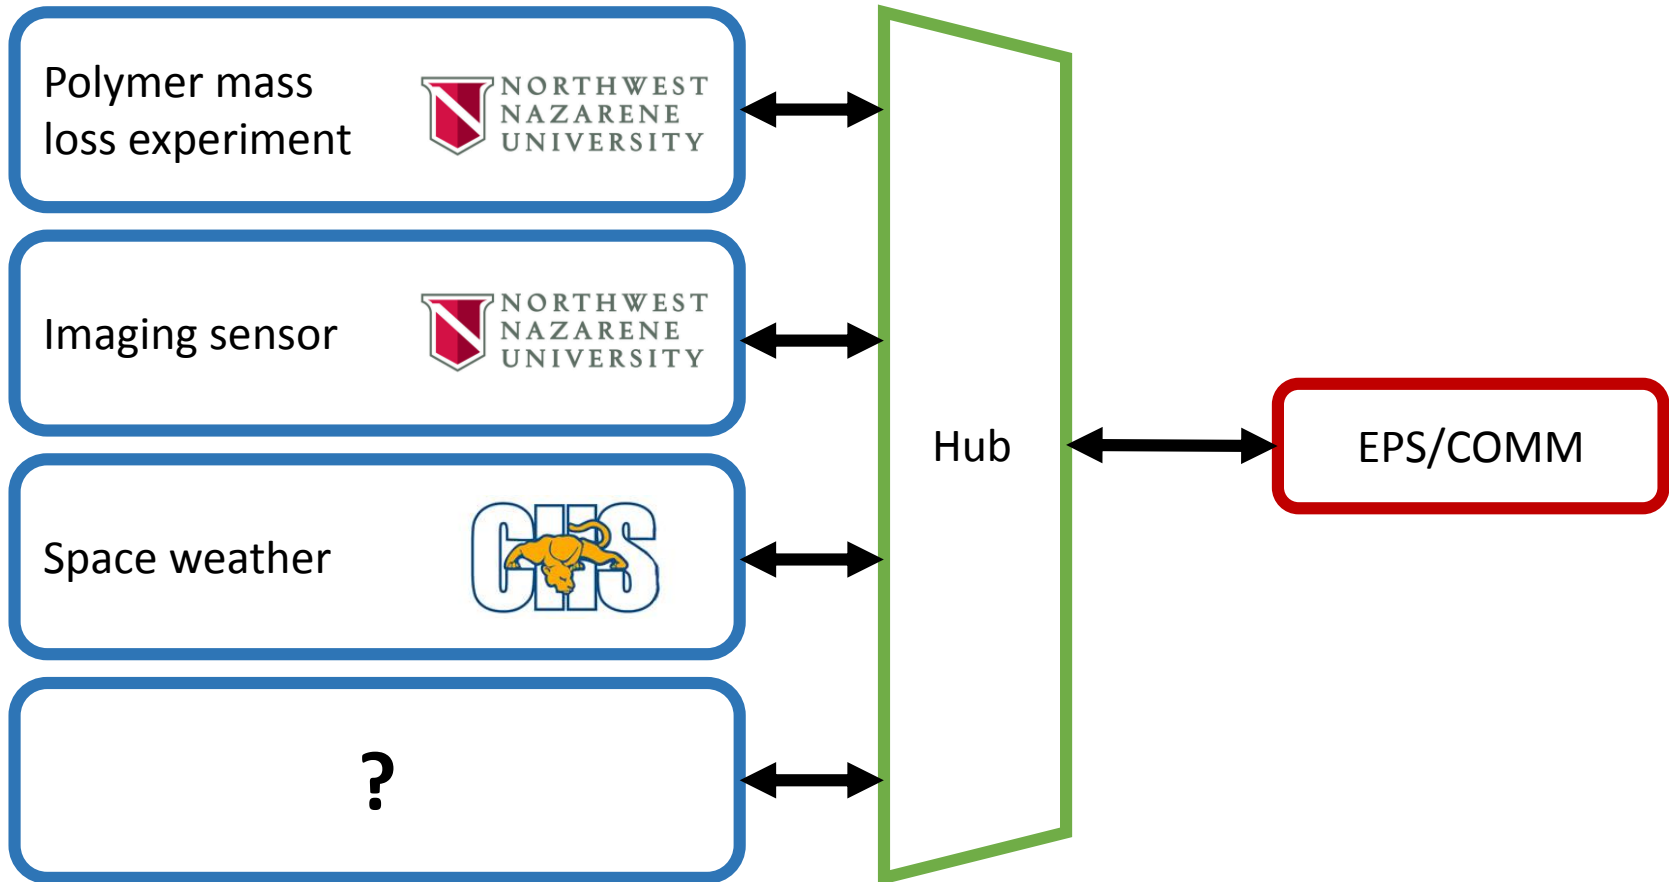 Polymer mass
loss experiment
NORTHWEST
NAZARENE
UNIVERSITY
Imaging sensor
NORTHWEST
NAZARENE
UNIVERSITY
Space weather
CHS
?
Hub
EPS/COMM